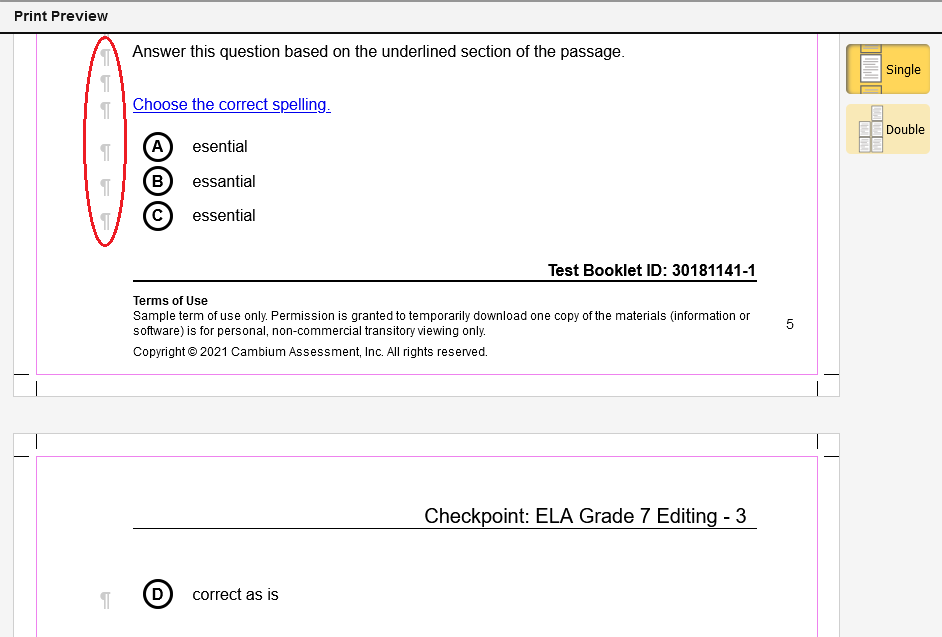 Print Preview
¶ Answer this question based on the underlined section of the passage.
¶
¶ Choose the correct spelling.
¶ A esential
¶ B essantial
¶ C essential
Test Booklet ID: 30181141-1
Terms of Use
Sample term of use only. Permission is granted to temporarily download one copy of the materials (information or
software) is for personal, non-commercial transitory viewing only.
5
Copyright © 2021 Cambium Assessment, Inc. All rights reserved.
Checkpoint: ELA Grade 7 Editing - 3
¶ D correct as is
Single
Double